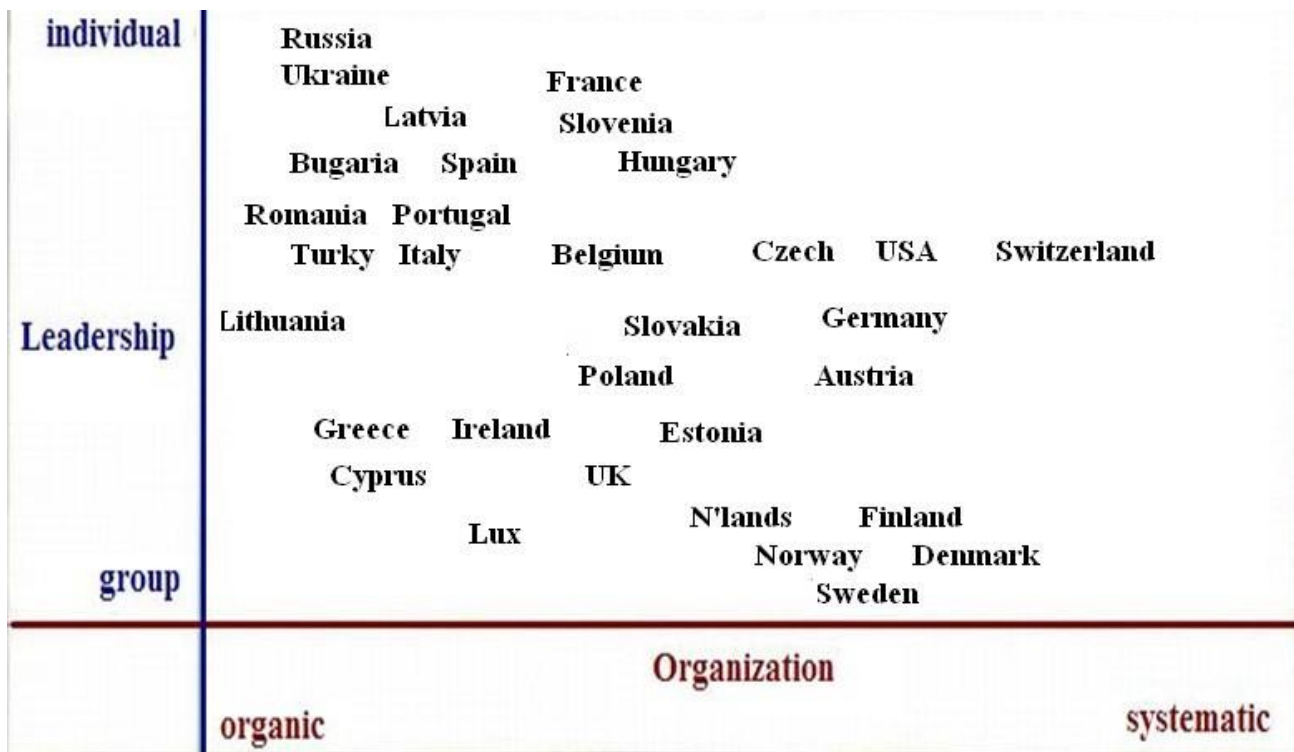 individual
Russia
Ukraine
France
Latvia
Slovenia
Bugaria Spain Hungary
Romania Portugal
Turky Italy Belgium Czech USA Switzerland
Leadership
Lithuania Slovakia Germany
Poland Austria
Greece Ireland Estonia
Cyprus UK
N'lands Finland
Lux
Norway Denmark
group
Sweden
Organization
organic systematic